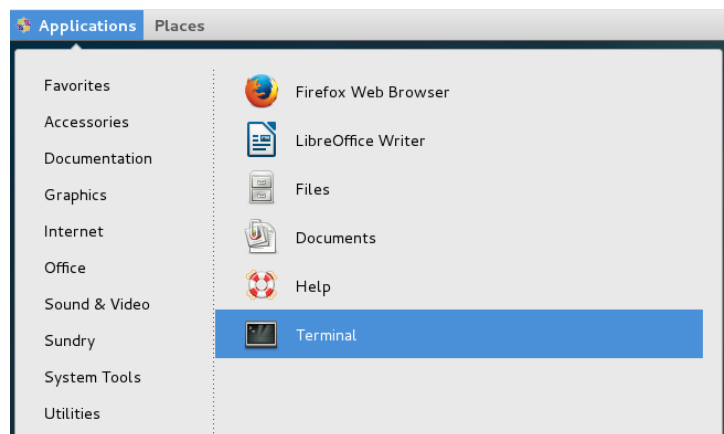 Applications Places
Favorites
Accessories
Documentation
Graphics
Internet
Office
Sound & Video
Sundry
System Tools
Utilities
Firefox Web Browser
LibreOffice Writer
Files
Documents
Help
Terminal